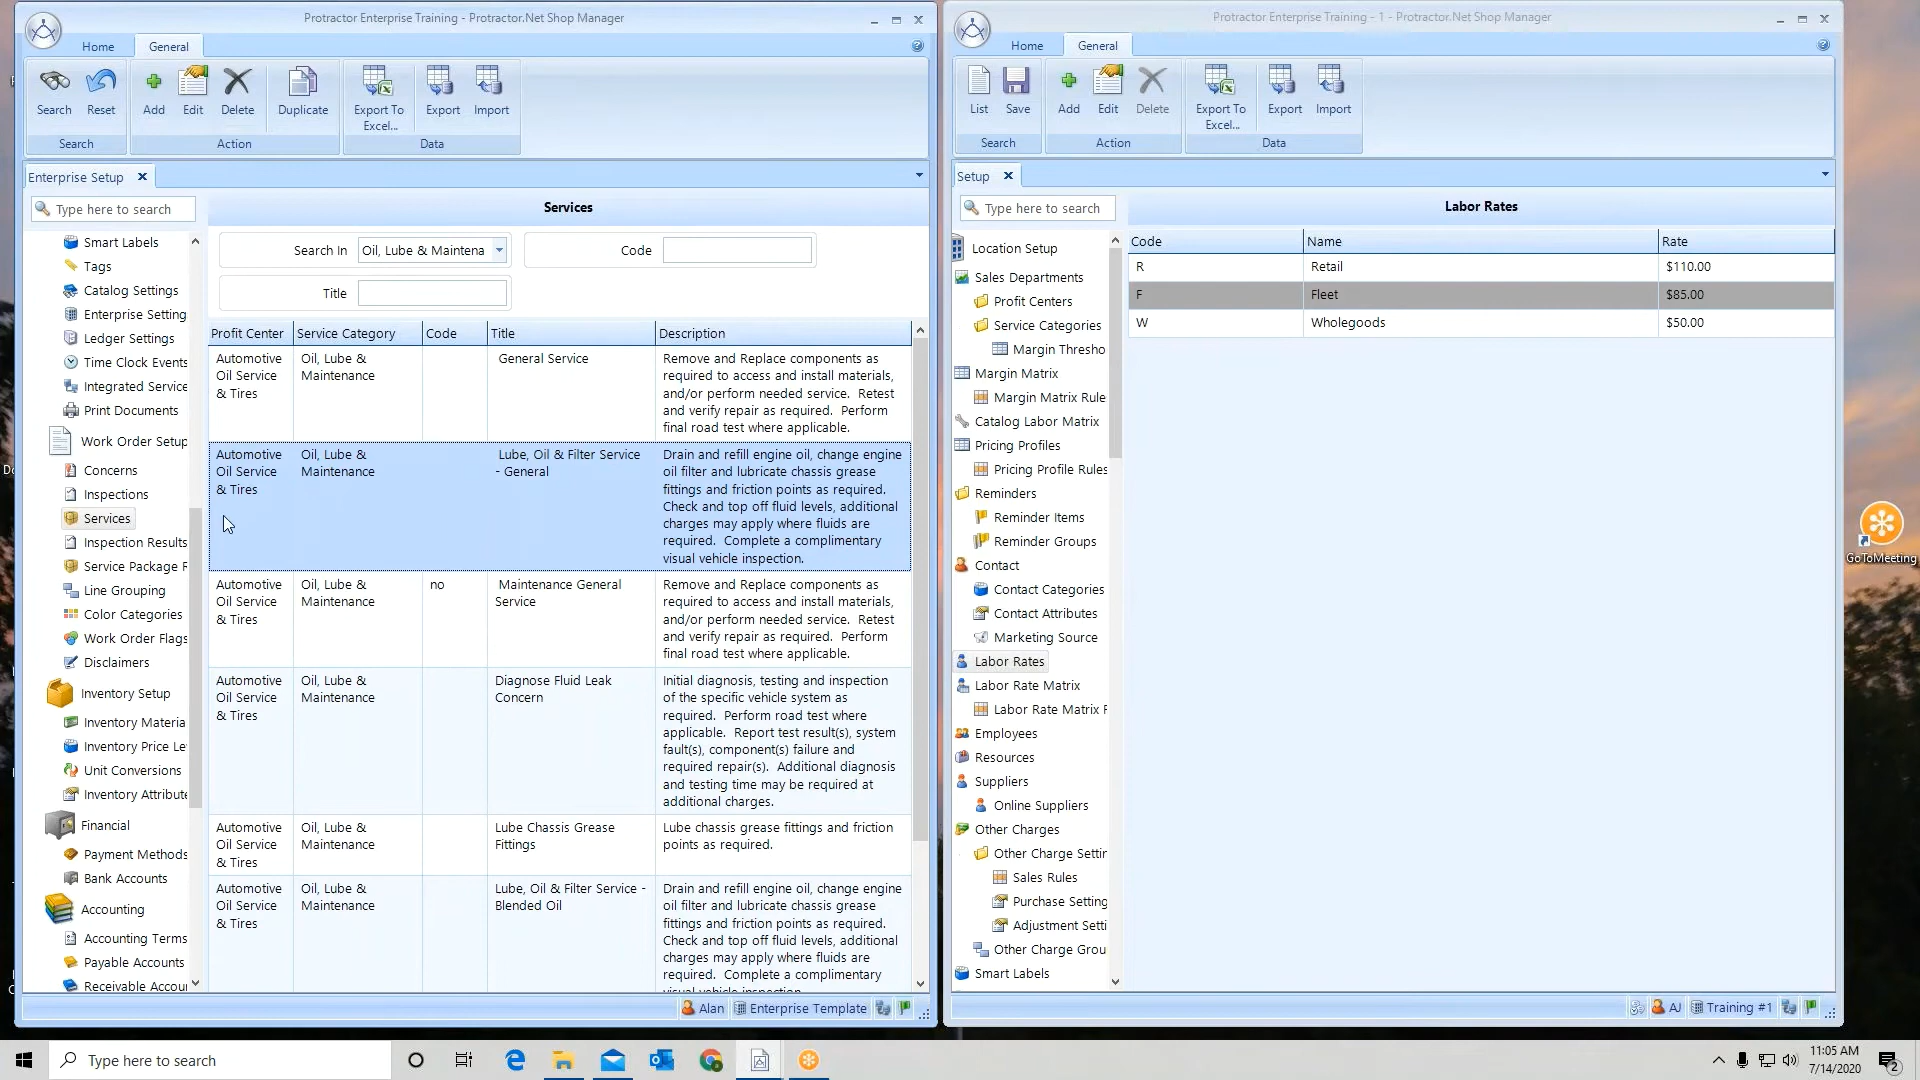 Protractor Enterprise Training - Protractor.Net Shop Manager
Home
General
Search
Reset
Add
Edit
Delete
Duplicate
Export To
Excel...
Export
Import
Search
Action
Data
Enterprise Setup
Type here to search
Smart Labels
Tags
Catalog Settings
Enterprise Setting
Ledger Settings
Time Clock Events
Integrated Service
Print Documents
Work Order Setup
Concerns
Inspections
Services
Inspection Results
Service Package F
Line Grouping
Color Categories
Work Order Flags
Disclaimers
Inventory Setup
Inventory Materia
Inventory Price Le
Unit Conversions
Inventory Attribute
Financial
Payment Methods
Bank Accounts
Accounting
Accounting Terms
Payable Accounts
Receivable Accour
Services
Search In
Oil, Lube & Maintena
Code
Title
Profit Center
Service Category
Code
Title
Description
Automotive
Oil Service
& Tires
Oil, Lube &
Maintenance
General Service
Remove and Replace components as
required to access and install materials,
and/or perform needed service. Retest
and verify repair as required. Perform
final road test where applicable.
Automotive
Oil Service
& Tires
Oil, Lube &
Maintenance
Lube, Oil & Filter Service
- General
Drain and refill engine oil, change engine
oil filter and lubricate chassis grease
fittings and friction points as required.
Check and top off fluid levels, additional
charges may apply where fluids are
required. Complete a complimentary
visual vehicle inspection.
Automotive
Oil Service
& Tires
Oil, Lube &
Maintenance
no
Maintenance General
Service
Remove and Replace components as
required to access and install materials,
and/or perform needed service. Retest
and verify repair as required. Perform
final road test where applicable.
Automotive
Oil Service
& Tires
Oil, Lube &
Maintenance
Diagnose Fluid Leak
Concern
Initial diagnosis, testing and inspection
of the specific vehicle system as
required. Perform road test where
applicable. Report test result(s), system
fault(s), component(s) failure and
required repair(s). Additional diagnosis
and testing time may be required at
additional charges.
Automotive
Oil Service
& Tires
Oil, Lube &
Maintenance
Lube Chassis Grease
Fittings
Lube chassis grease fittings and friction
points as required.
Automotive
Oil Service
& Tires
Oil, Lube &
Maintenance
Lube, Oil & Filter Service -
Blended Oil
Drain and refill engine oil, change engine
oil filter and lubricate chassis grease
fittings and friction points as required.
Check and top off fluid levels, additional
charges may apply where fluids are
required. Complete a complimentary
visual vehicle inspection.
Alan
Enterprise Template
Protractor Enterprise Training - 1 - Protractor.Net Shop Manager
Home
General
List
Save
Add
Edit
Delete
Export To
Excel...
Export
Import
Search
Action
Data
Setup
Type here to search
Location Setup
Sales Departments
Profit Centers
Service Categories
Margin Thresho
Margin Matrix
Margin Matrix Rule
Catalog Labor Matrix
Pricing Profiles
Pricing Profile Rules
Reminders
Reminder Items
Reminder Groups
Contact
Contact Categories
Contact Attributes
Marketing Source
Labor Rates
Labor Rate Matrix
Labor Rate Matrix F
Employees
Resources
Suppliers
Online Suppliers
Other Charges
Other Charge Settir
Sales Rules
Purchase Setting
Adjustment Setti
Other Charge Grou
Smart Labels
Labor Rates
Code
Name
Rate
R
Retail
$110.00
F
Fleet
$85.00
W
Wholegoods
$50.00
AJ
Training #1
GoToMeeting
Type here to search
11:05 AM
7/14/2020
2